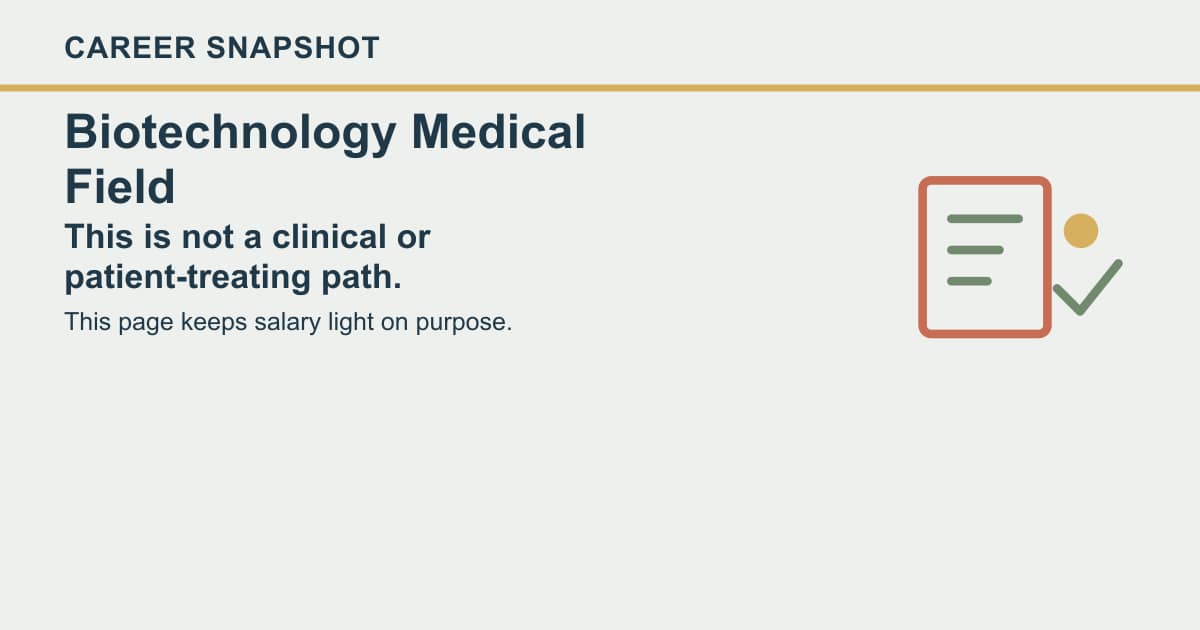 CAREER SNAPSHOT
Biotechnology Medical
Field
This is not a clinical or
patient-treating path.
This page keeps salary light on purpose.